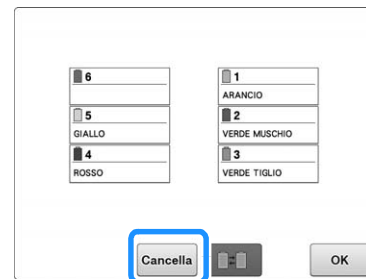 6
1
ARANCIO
5
GIALLO
2
VERDE MUSCHIO
4
ROSSO
3
VERDE TIGLIO
Cancella
OK